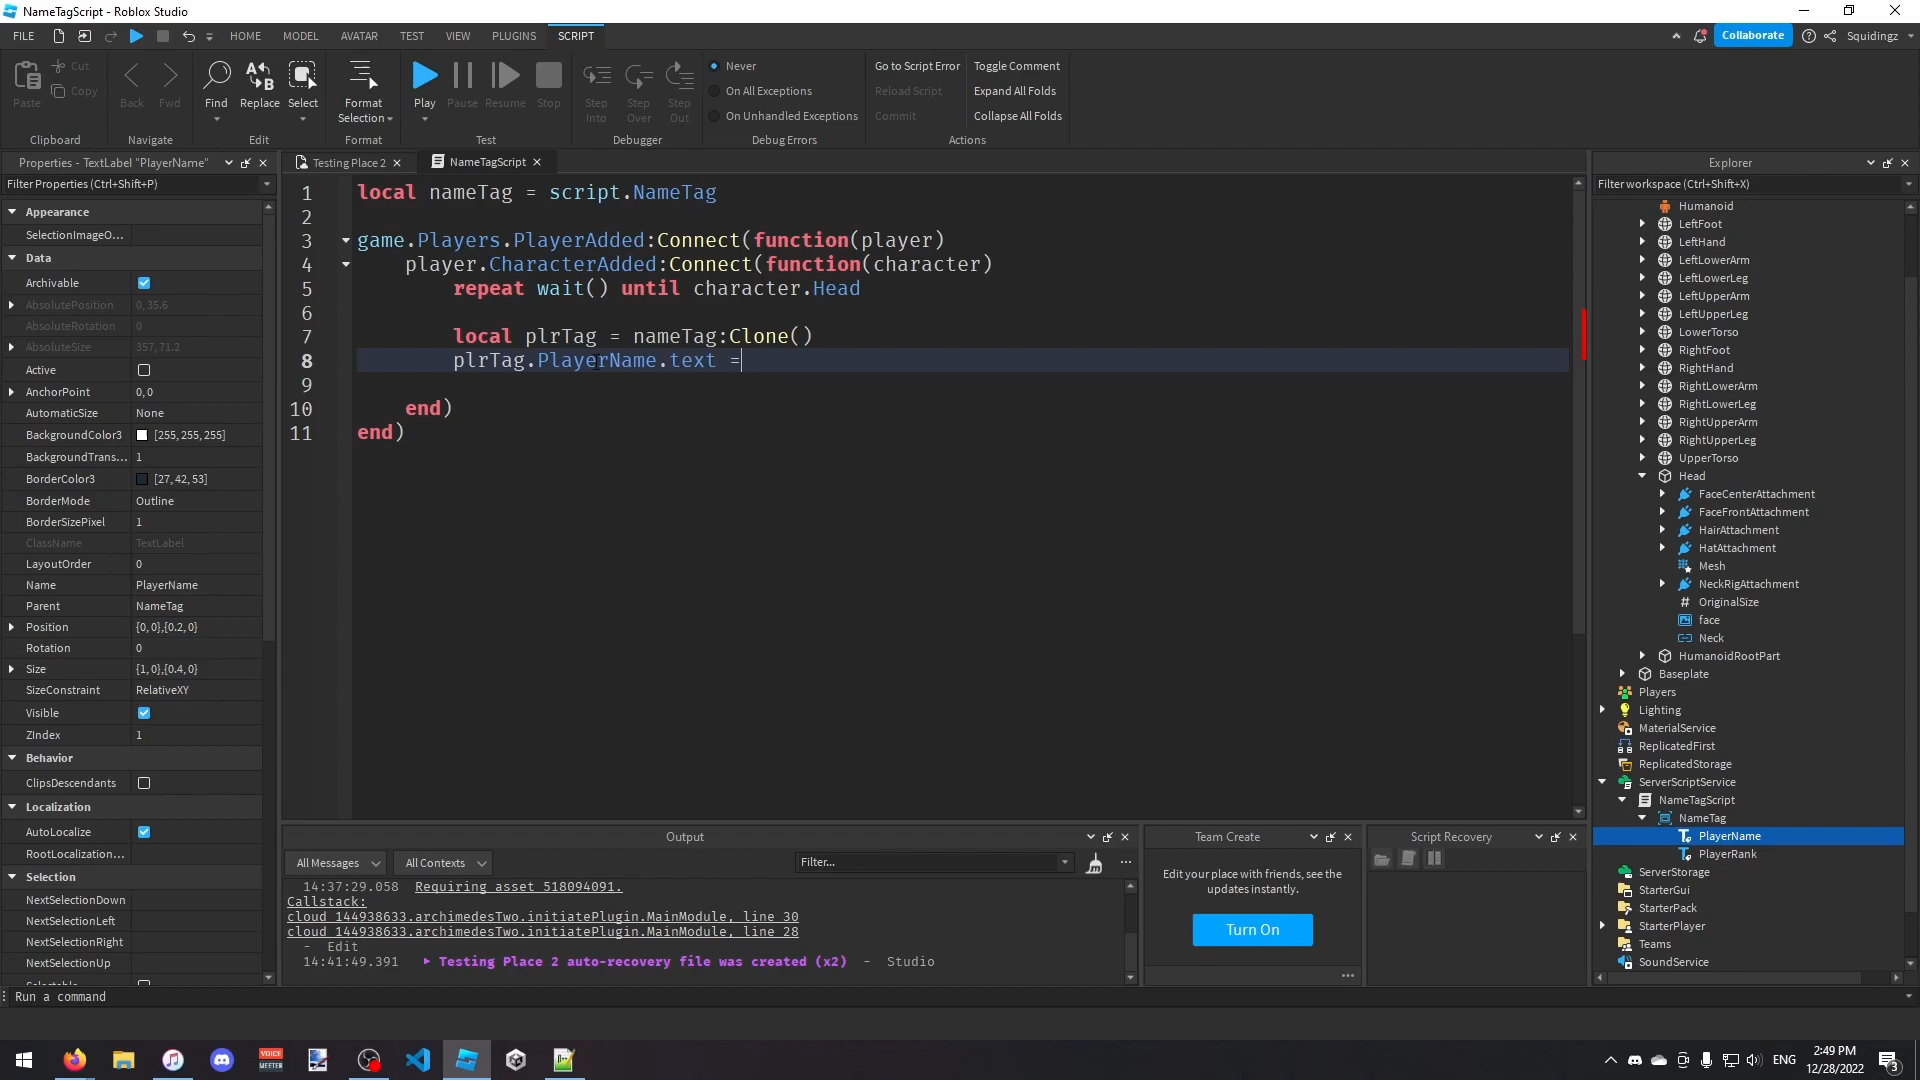 NameTagScript - Roblox Studio
FILE HOME MODEL AVATAR TEST VIEW PLUGINS SCRIPT Collaborate Squidingz
Cut
Copy
Paste
Back Fwd
Find Replace Select
Format
Selection
Play Pause Resume Stop
Step
Into
Step
Over
Step
Out
Never
On All Exceptions
On Unhandled Exceptions
Go to Script Error
Reload Script
Commit
Toggle Comment
Expand All Folds
Collapse All Folds
Clipboard Navigate Edit Format Test Debugger Debug Errors Actions
Properties - TextLabel "PlayerName"
Filter Properties (Ctrl+Shift+P)
Appearance
SelectionImageO...
Data
Archivable
AbsolutePosition 0, 35.6
AbsoluteRotation 0
AbsoluteSize 357, 71.2
Active
AnchorPoint 0, 0
AutomaticSize None
BackgroundColor3 [255, 255, 255]
BackgroundTrans... 1
BorderColor3 [27, 42, 53]
BorderMode Outline
BorderSizePixel 1
ClassName TextLabel
LayoutOrder 0
Name PlayerName
Parent NameTag
Position {0, 0},{0.2, 0}
Rotation 0
Size {1, 0},{0.4, 0}
SizeConstraint RelativeXY
Visible
ZIndex 1
Behavior
ClipsDescendants
Localization
AutoLocalize
RootLocalization...
Selection
NextSelectionDown
NextSelectionLeft
NextSelectionRight
NextSelectionUp
Testing Place 2 NameTagScript
1 local nameTag = script.NameTag
2
3 game.Players.PlayerAdded:Connect(function(player)
4 player.CharacterAdded:Connect(function(character)
5 repeat wait() until character.Head
6
7 local plrTag = nameTag:Clone()
8 plrTag.PlayerName.text =
9
10 end)
11 end)
Output
All Messages All Contexts Filter...
14:37:29.058 Requiring asset 518094091.
Callstack:
cloud_144938633.archimedesTwo.initiatePlugin.MainModule, line 30
cloud_144938633.archimedesTwo.initiatePlugin.MainModule, line 28
- Edit
14:41:49.391 Testing Place 2 auto-recovery file was created (x2) - Studio
Team Create
Edit your place with friends, see the
updates instantly.
Turn On
Script Recovery
Explorer
Filter workspace (Ctrl+Shift+X)
Humanoid
LeftFoot
LeftHand
LeftLowerArm
LeftLowerLeg
LeftUpperArm
LeftUpperLeg
LowerTorso
RightFoot
RightHand
RightLowerArm
RightLowerLeg
RightUpperArm
RightUpperLeg
UpperTorso
Head
FaceCenterAttachment
FaceFrontAttachment
HairAttachment
HatAttachment
Mesh
NeckRigAttachment
OriginalSize
face
Neck
HumanoidRootPart
Baseplate
Players
Lighting
MaterialService
ReplicatedFirst
ReplicatedStorage
ServerScriptService
NameTagScript
NameTag
PlayerName
PlayerRank
ServerStorage
StarterGui
StarterPack
StarterPlayer
Teams
SoundService
Run a command
VOICE
MEETER
ENG
2:49 PM
12/28/2022
3